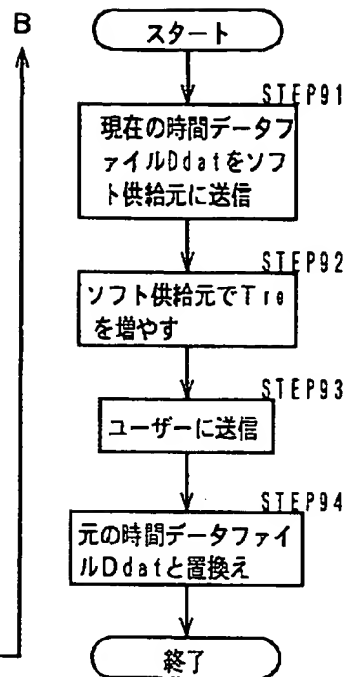 B
スタート
STEP91
現在の時間データフ
ァイルDdatをソフ
ト供給元に送信
STEP92
ソフト供給元でTre
を増やす
STEP93
ユーザーに送信
STEP94
元の時間データファイ
ルDdatと置換え
終了